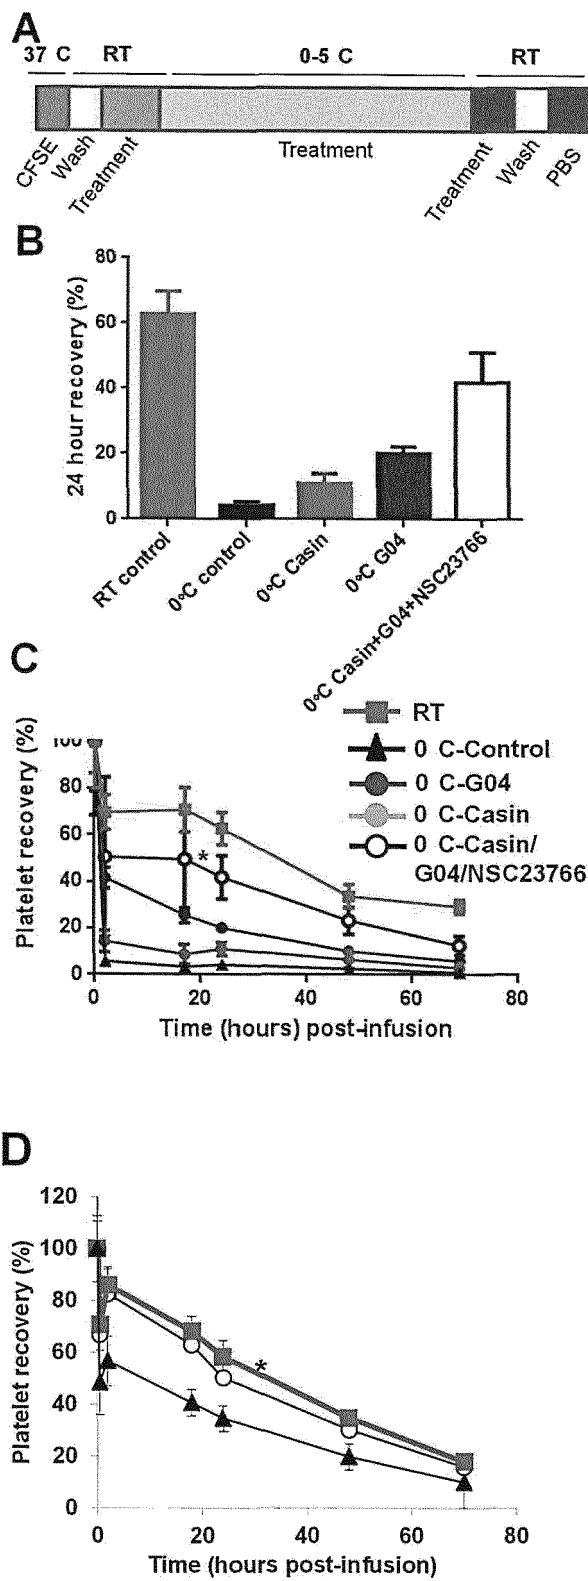 A
37 C RT 0-5 C RT
CFSE Wash Treatment Treatment Treatment Wash PBS
B
24 hour recovery (%)
80
60
40
20
0
RT control 0°C control 0°C Casin 0°C G04 0°C Casin+G04+NSC23766
C
Platelet recovery (%)
100
80
60
40
20
0
*
0 20 40 60 80
Time (hours) post-infusion
RT
0 C-Control
0 C-G04
0 C-Casin
0 C-Casin/
G04/NSC23766
D
Platelet recovery (%)
120
100
80
60
40
20
0
*
0 20 40 60 80
Time (hours post-infusion)